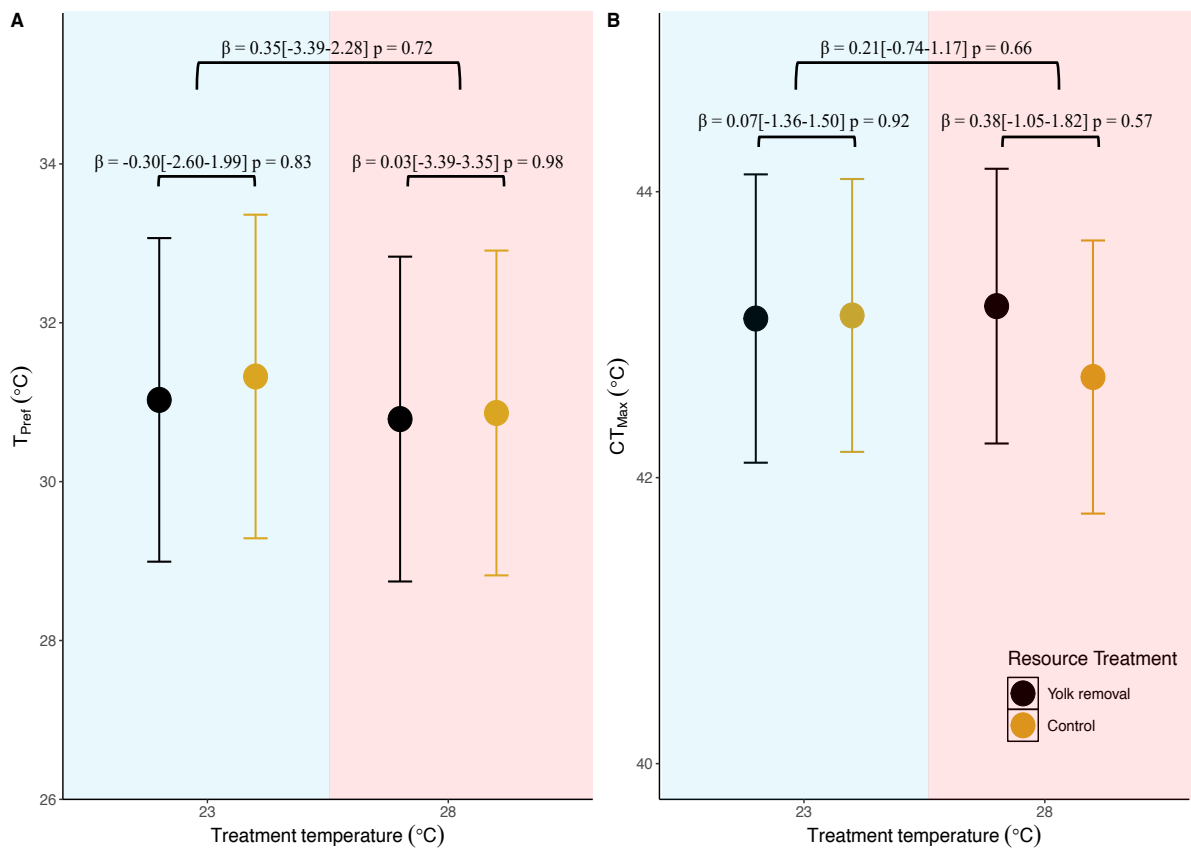 A
β = 0.35[-3.39-2.28] p = 0.72
β = -0.30[-2.60-1.99] p = 0.83
β = 0.03[-3.39-3.35] p = 0.98
34
32
30
28
26
T_Pref (°C)
23
28
Treatment temperature (°C)
B
β = 0.21[-0.74-1.17] p = 0.66
β = 0.07[-1.36-1.50] p = 0.92
β = 0.38[-1.05-1.82] p = 0.57
44
42
40
CT_Max (°C)
Resource Treatment
Yolk removal
Control
23
28
Treatment temperature (°C)